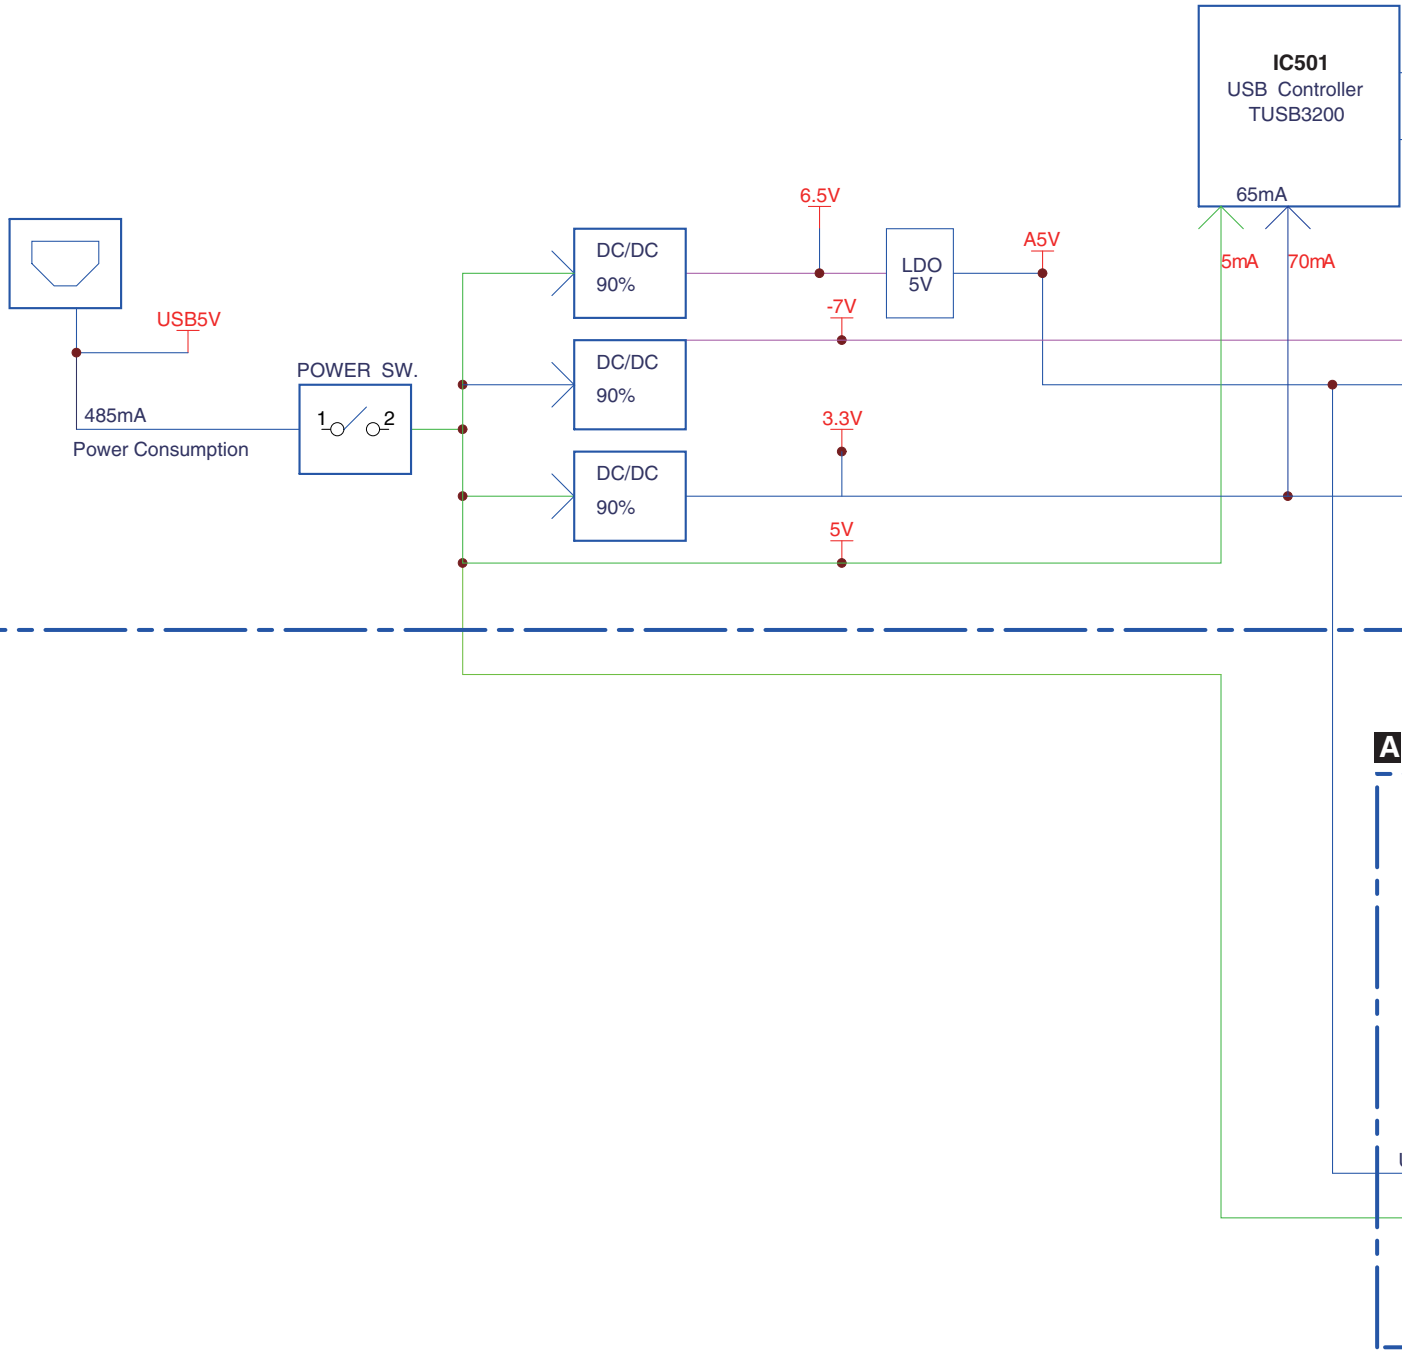 IC501
USB Controller
TUSB3200
65mA
5mA
70mA
6.5V
DC/DC
90%
LDO
5V
A5V
-7V
USB5V
DC/DC
90%
POWER SW.
1
2
485mA
Power Consumption
3.3V
DC/DC
90%
5V
A